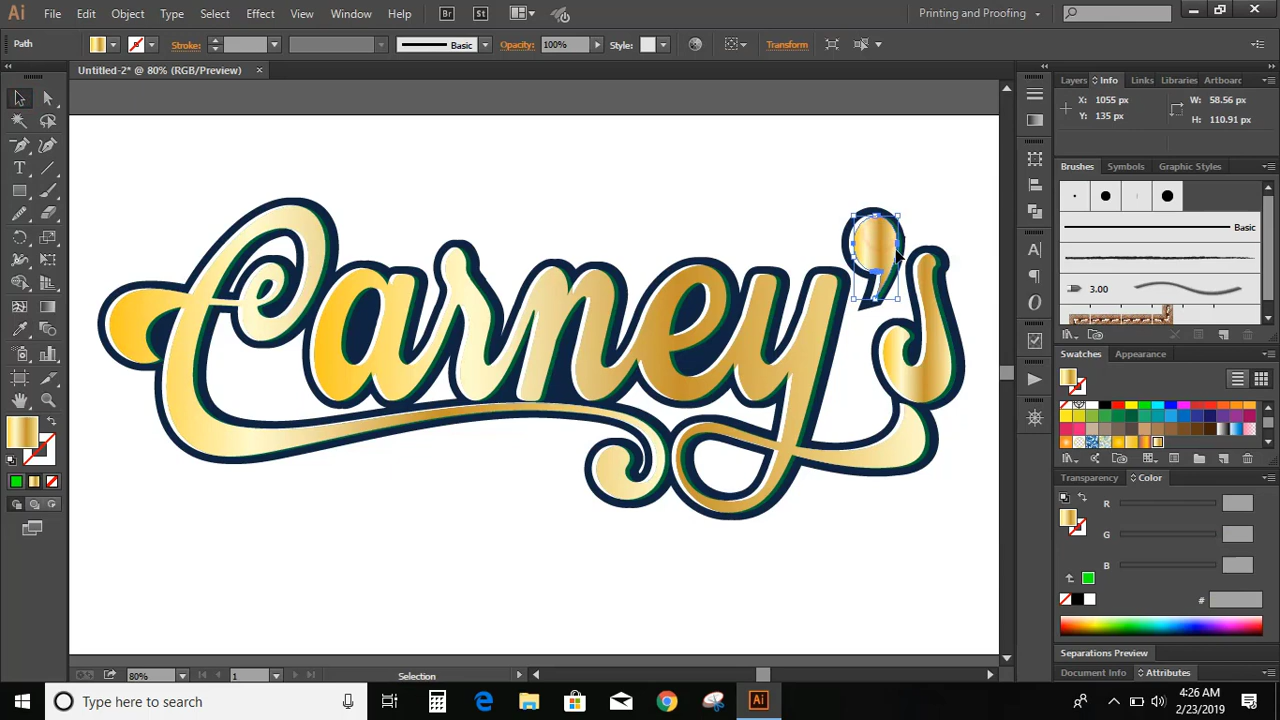 Ai File Edit Object Type Select Effect View Window Help Br St Printing and Proofing
Path Stroke: Basic Opacity: 100% Style: Transform
Untitled-2* @ 80% (RGB/Preview) ×
Layers Info Links Libraries Artboard
X: 1055 px W: 58.56 px
Y: 135 px H: 110.91 px
Brushes Symbols Graphic Styles
Basic
3.00
Carney's
Swatches Appearance
Transparency Color
R
G
B
#
Separations Preview
Document Info Attributes
80% 1 Selection
Type here to search
Ai
4:26 AM
2/23/2019